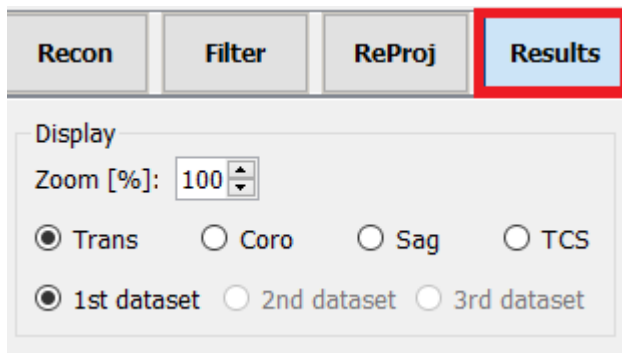 Recon Filter ReProj Results
Display
Zoom [%]: 100
Trans Coro Sag TCS
1st dataset 2nd dataset 3rd dataset